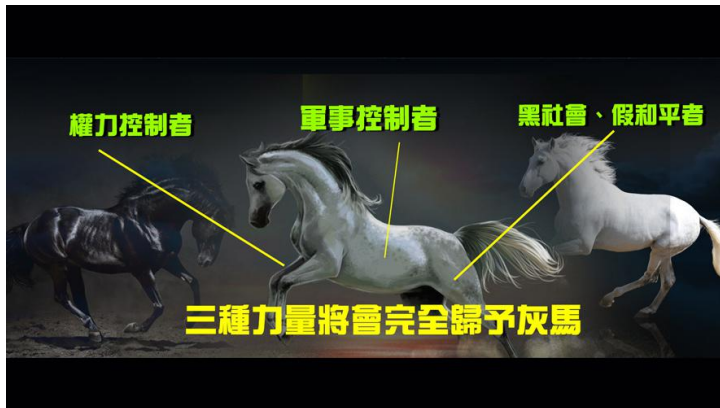 權力控制者
軍事控制者
黑社會、假和平者
三種力量將會完全歸予灰馬